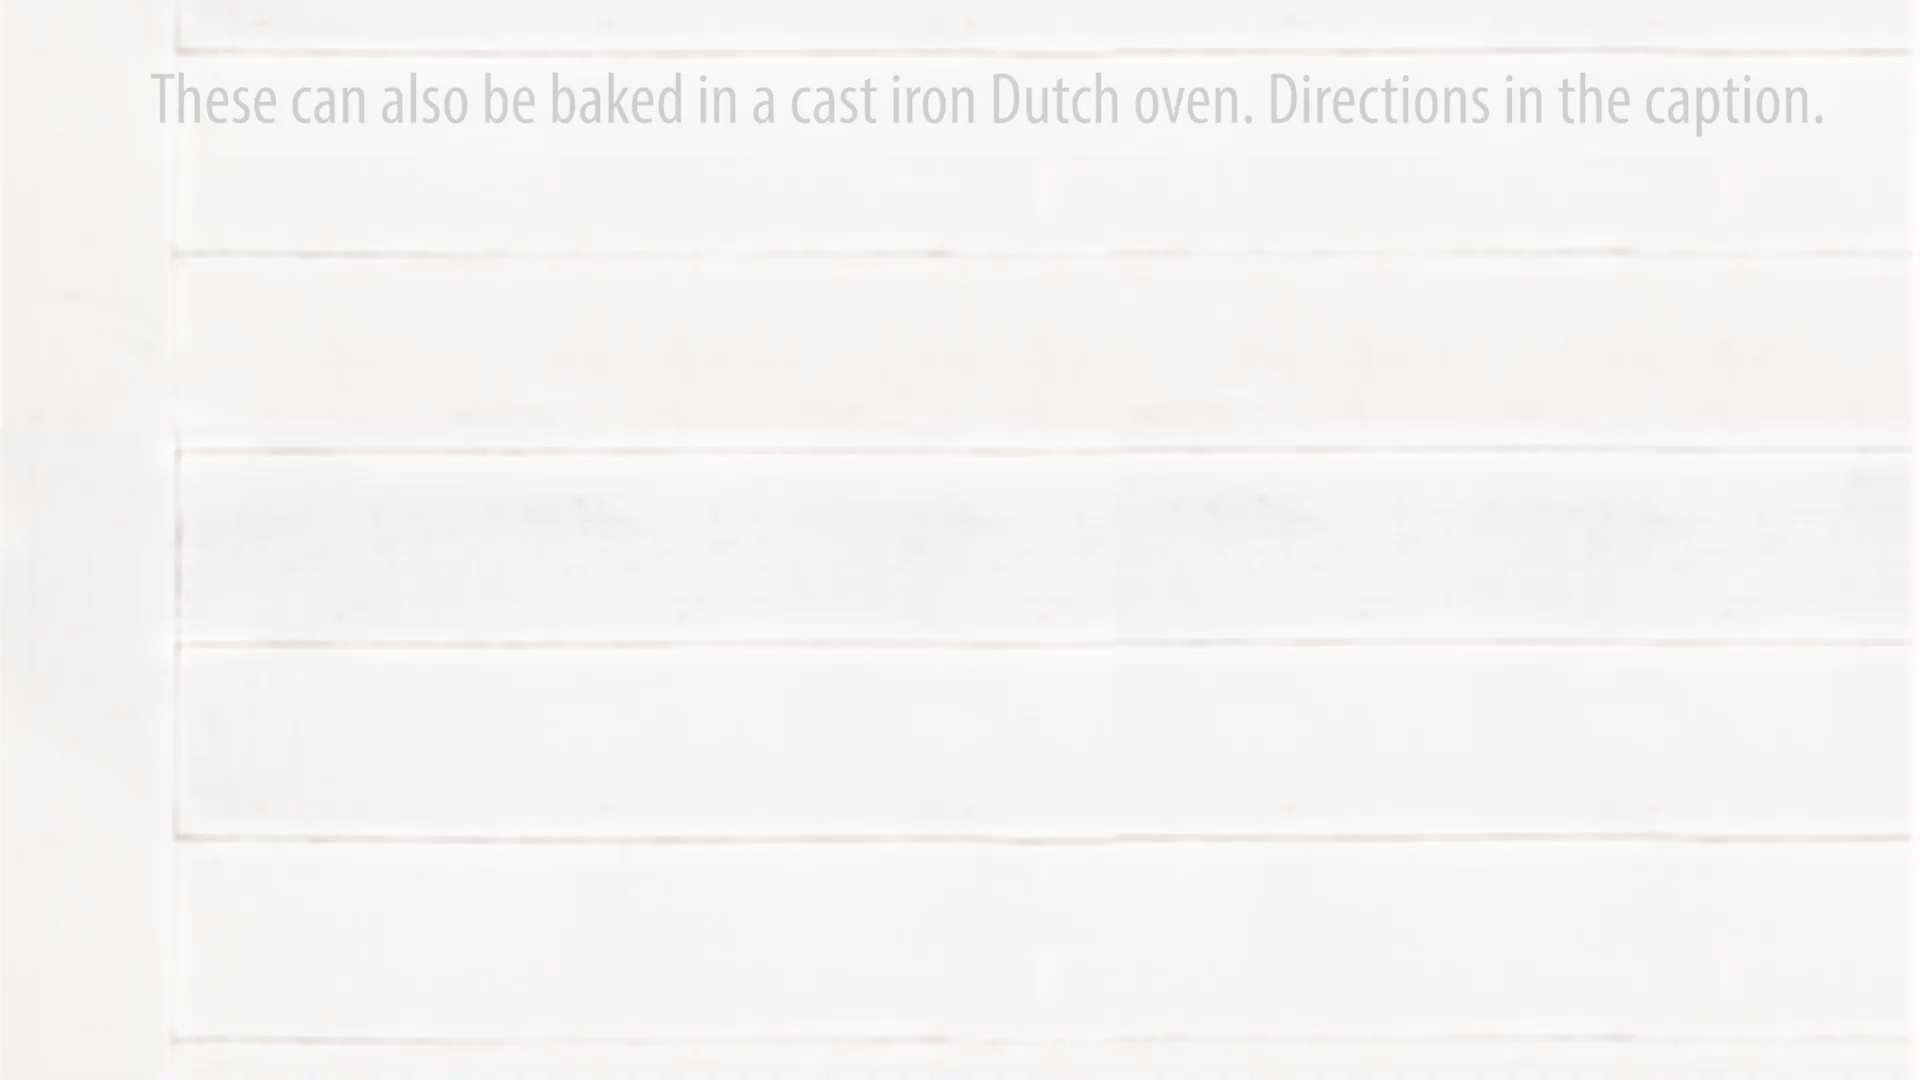 These can also be baked in a cast iron Dutch oven. Directions in the caption.